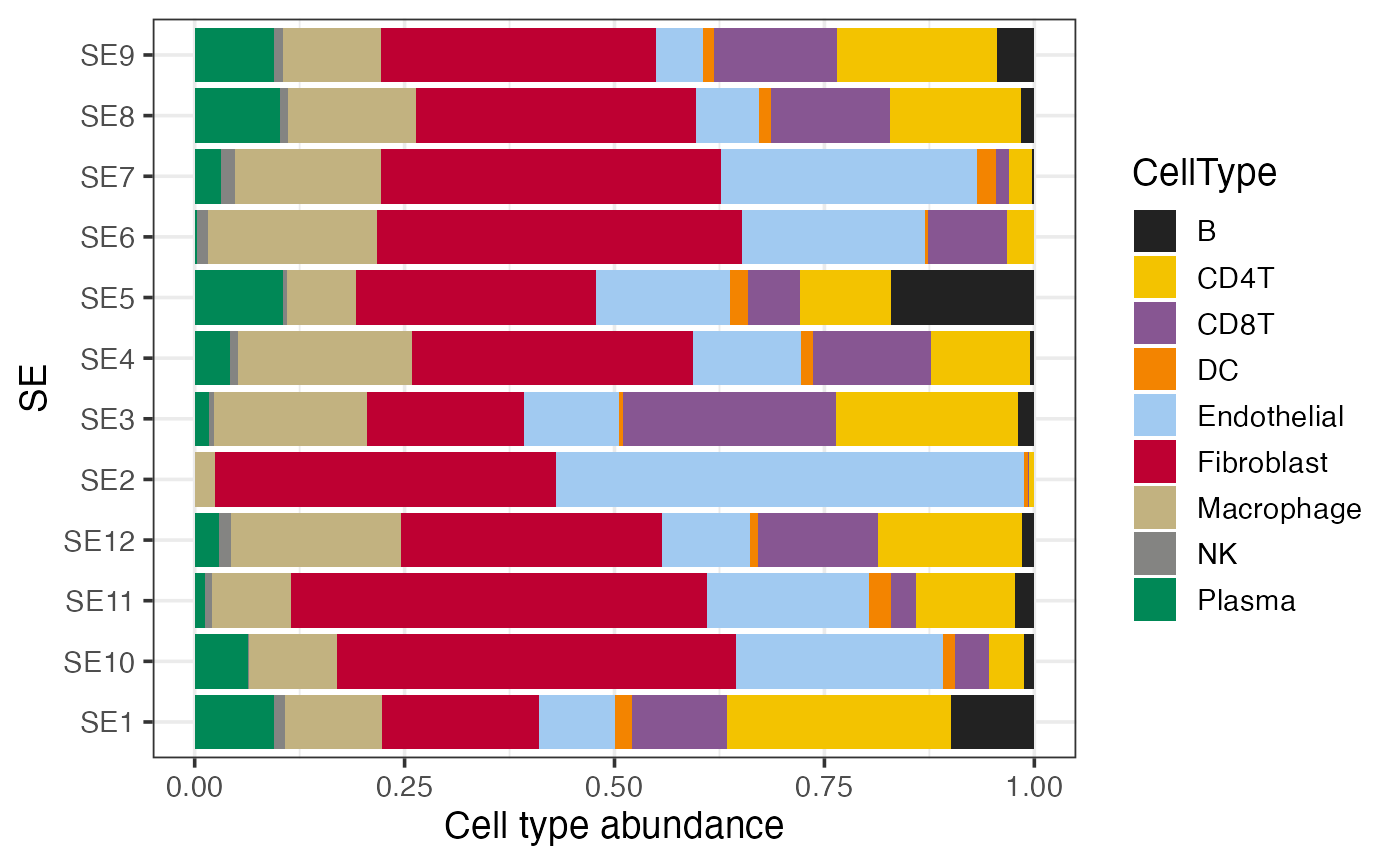 SE
SE9
SE8
SE7
SE6
SE5
SE4
SE3
SE2
SE12
SE11
SE10
SE1
0.00 0.25 0.50 0.75 1.00
Cell type abundance
CellType
B
CD4T
CD8T
DC
Endothelial
Fibroblast
Macrophage
NK
Plasma